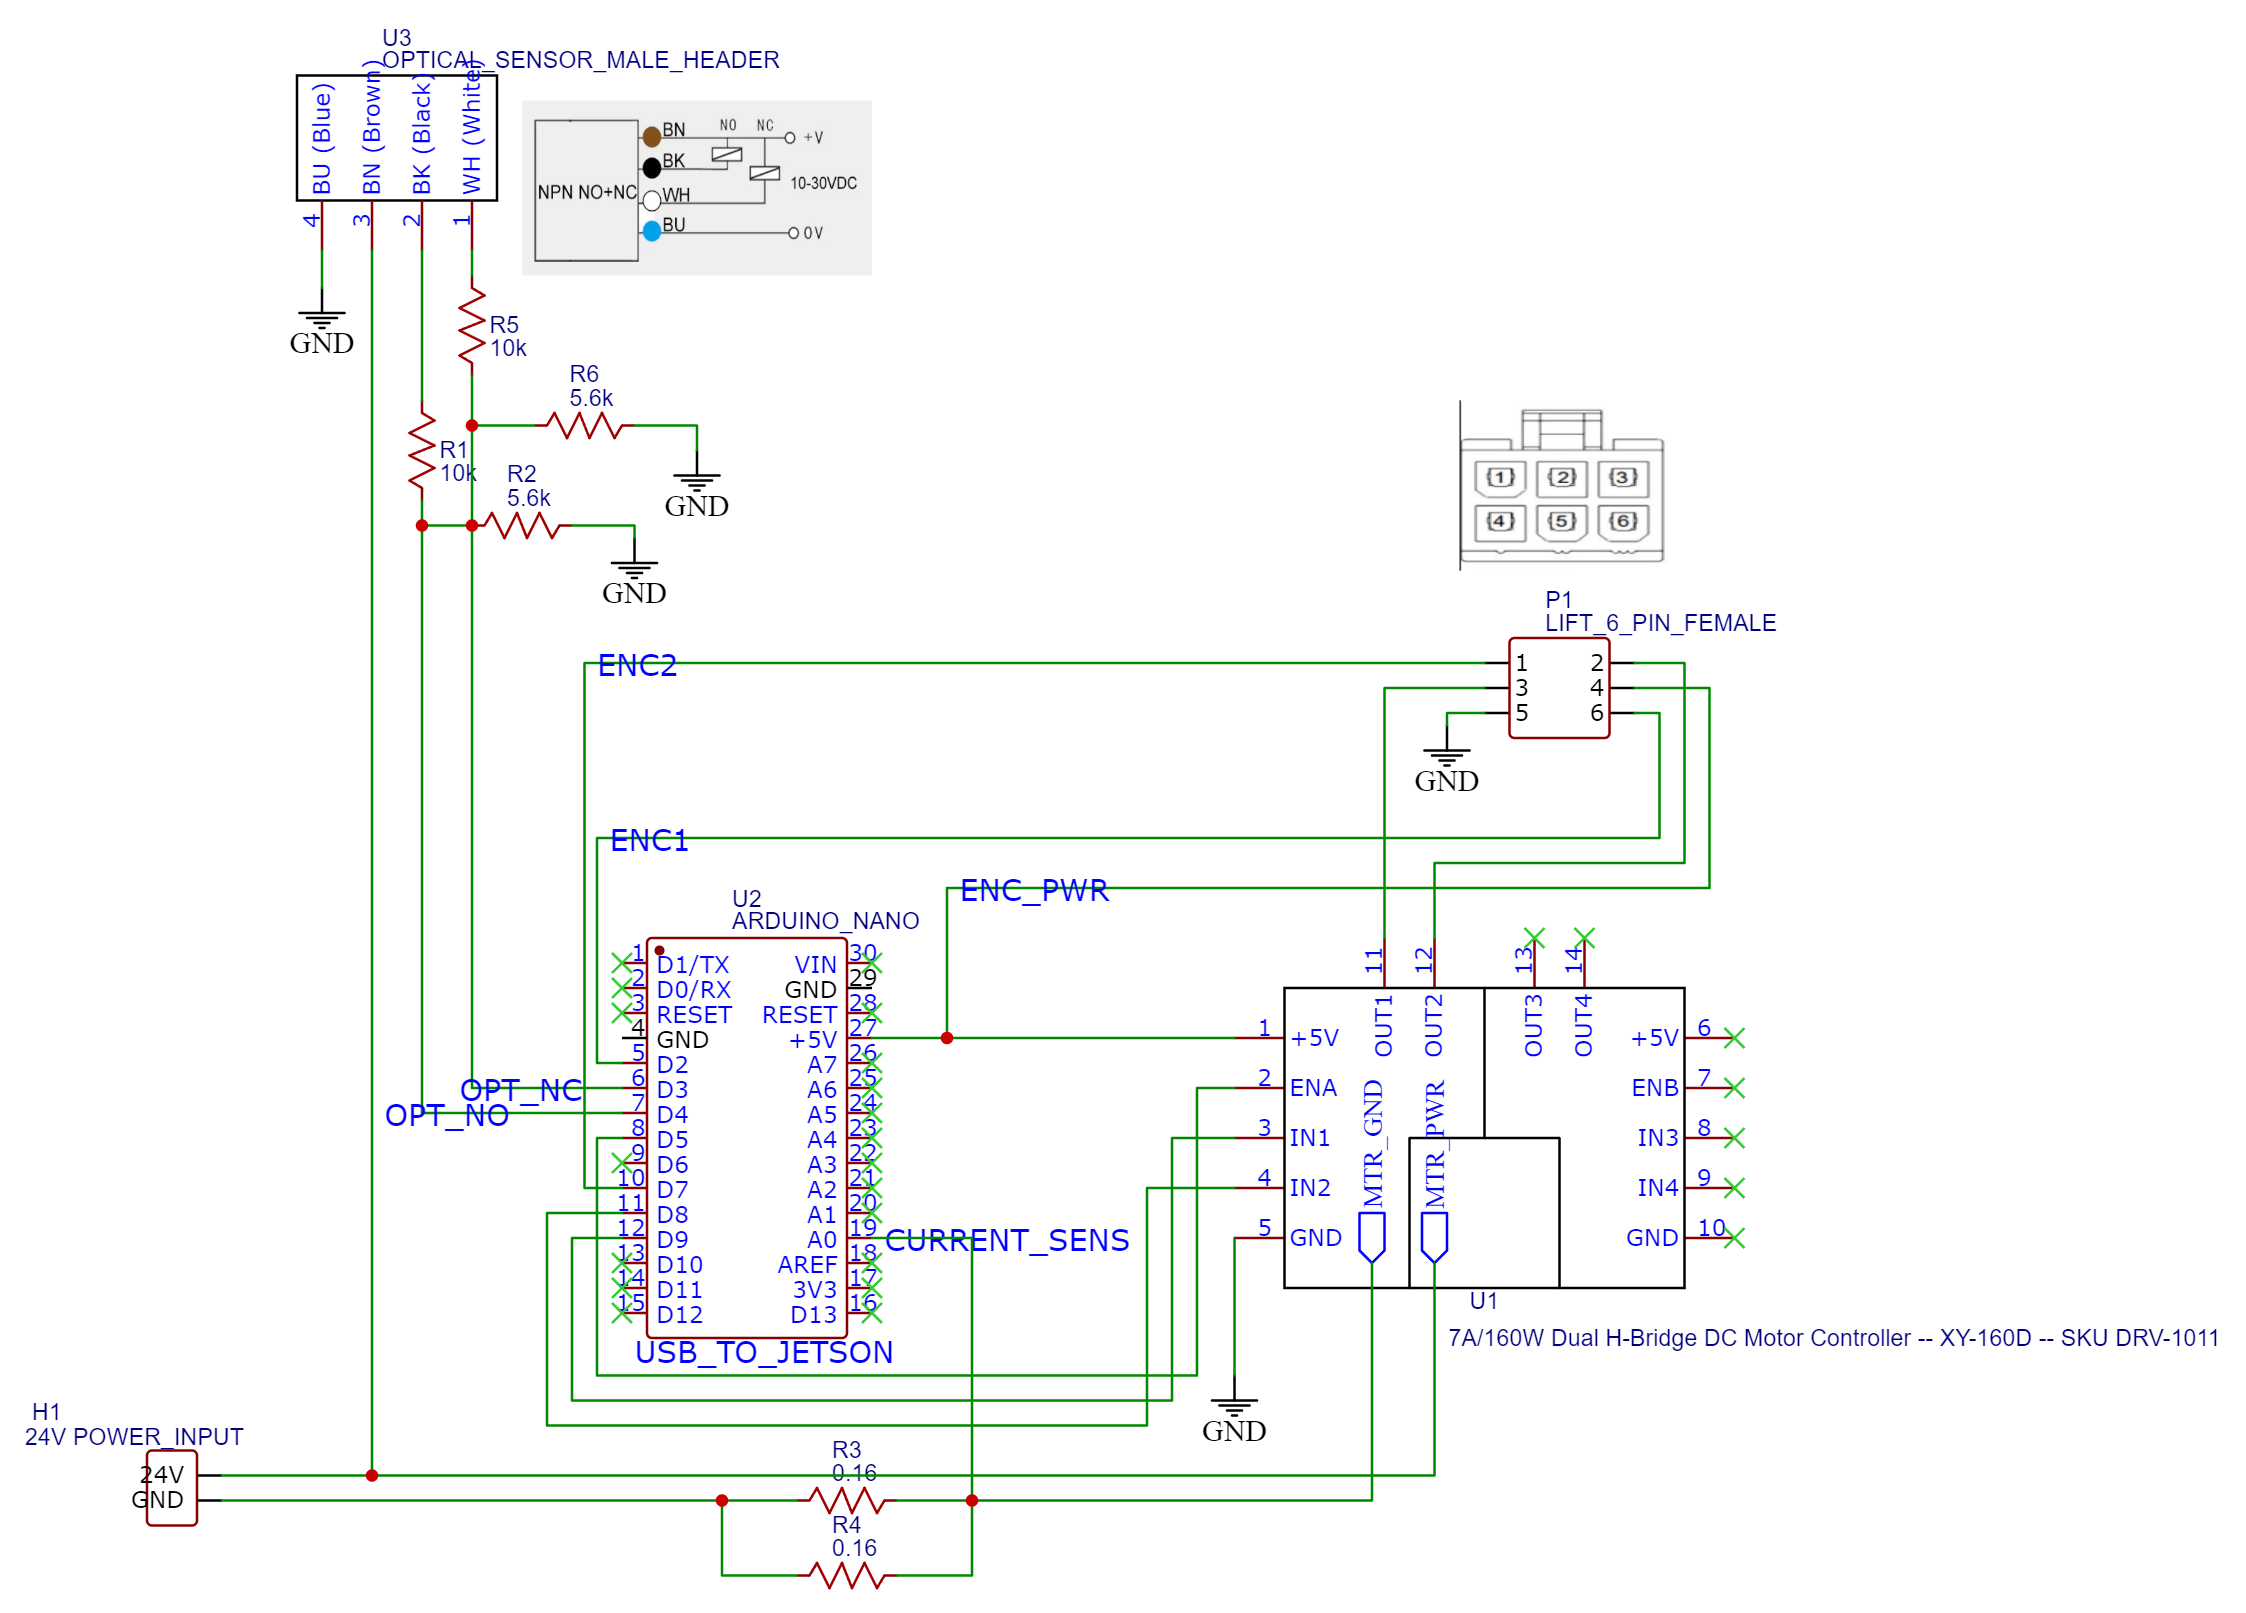 U3
OPTICAL_SENSOR_MALE_HEADER
BU (Blue)
BN (Brown)
BK (Black)
WH (White)
4
3
2
1
NPN NO+NC
BN
BK
WH
BU
NO
NC
+V
10-30VDC
0V
GND
R5
10k
R6
5.6k
GND
R1
10k
R2
5.6k
GND
1
2
3
4
5
6
P1
LIFT_6_PIN_FEMALE
1
2
3
4
5
6
GND
ENC2
ENC1
ENC_PWR
OPT_NC
OPT_NO
U2
ARDUINO_NANO
1 D1/TX
2 D0/RX
3 RESET
4 GND
5 D2
6 D3
7 D4
8 D5
9 D6
10 D7
11 D8
12 D9
13 D10
14 D11
15 D12
VIN 30
GND 29
RESET 28
+5V 27
A7 26
A6 25
A5 24
A4 23
A3 22
A2 21
A1 20
A0 19
AREF 18
3V3 17
D13 16
USB_TO_JETSON
CURRENT_SENS
11 OUT1
12 OUT2
13 OUT3
14 OUT4
1 +5V
2 ENA
3 IN1
4 IN2
5 GND
+5V 6
ENB 7
IN3 8
IN4 9
GND 10
MTR_GND
MTR_PWR
U1
7A/160W Dual H-Bridge DC Motor Controller -- XY-160D -- SKU DRV-1011
GND
H1
24V POWER_INPUT
24V
GND
R3
0.16
R4
0.16